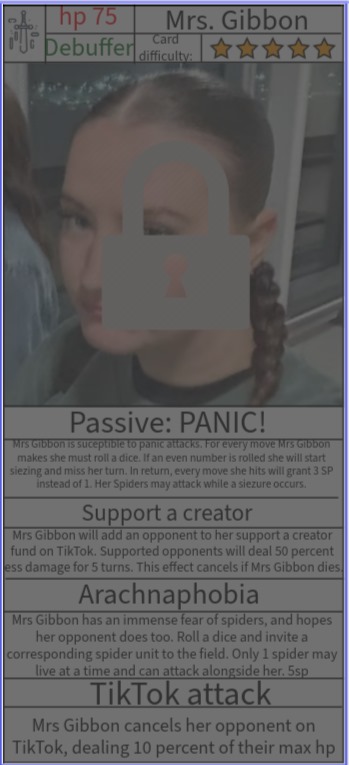 hp 75
Mrs. Gibbon
Debuffer
Card
difficulty:
Passive: PANIC!
Mrs Gibbon is suceptible to panic attacks. For every move Mrs Gibbon
makes she must roll a dice. If an even number is rolled she will start
siezing and miss her turn. In return, every move she hits will grant 3 SP
instead of 1. Her Spiders may attack while a siezure occurs.
Support a creator
Mrs Gibbon will add an opponent to her support a creator
fund on TikTok. Supported opponents will deal 50 percent
ess damage for 5 turns. This effect cancels if Mrs Gibbon dies.
Arachnaphobia
Mrs Gibbon has an immense fear of spiders, and hopes
her opponent does too. Roll a dice and invite a
corresponding spider unit to the field. Only 1 spider may
live at a time and can attack alongside her. 5sp
TikTok attack
Mrs Gibbon cancels her opponent on
TikTok, dealing 10 percent of their max hp